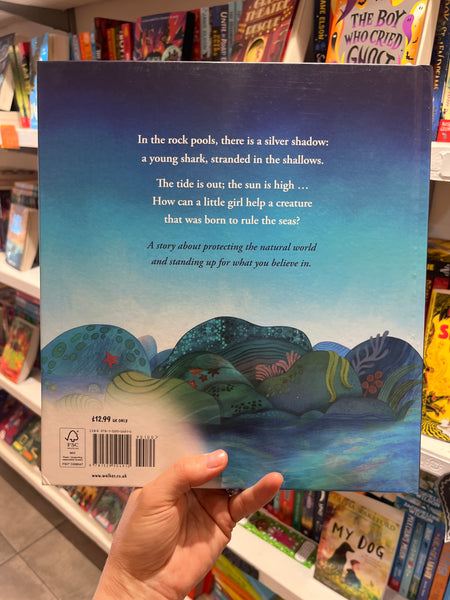 THE BOY
WHO CRIED
GHOST
In the rock pools, there is a silver shadow:
a young shark, stranded in the shallows.
The tide is out; the sun is high …
How can a little girl help a creature
that was born to rule the seas?
A story about protecting the natural world
and standing up for what you believe in.
£12.99 UK ONLY
FSC
www.walker.co.uk
MY DOG